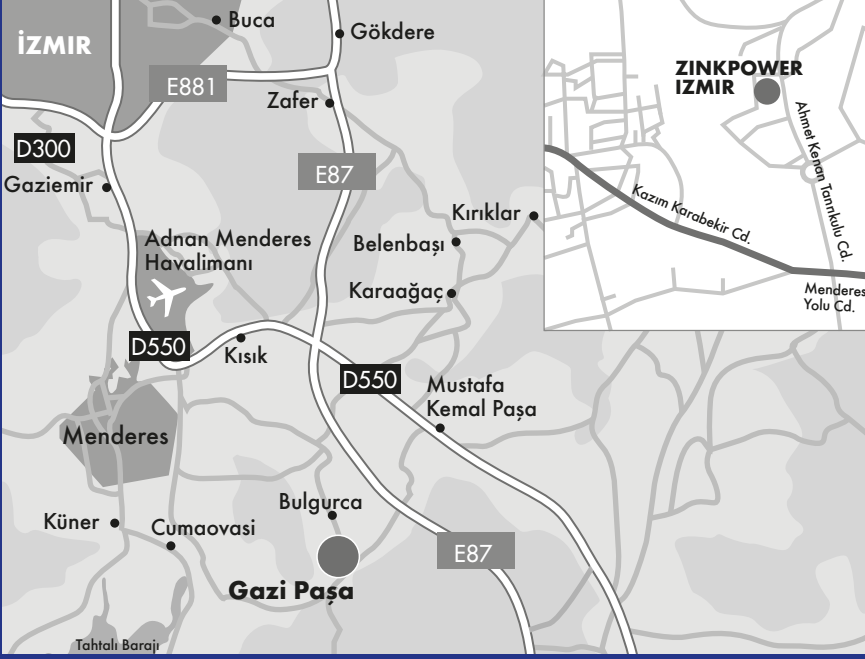 Buca
İZMIR
Gökdere
E881
Zafer
D300
E87
Gaziemir
Kırıklar
Adnan Menderes
Havalimanı
Belenbaşı
Karaağaç
D550
Kısık
D550
Mustafa
Kemal Paşa
Menderes
Bulgurca
Küner
Cumaovasi
E87
Gazi Paşa
Tahtalı Barajı
ZINKPOWER
IZMIR
Ahmet Kenan Tannkulu Cd.
Kazım Karabekir Cd.
Menderes
Yolu Cd.